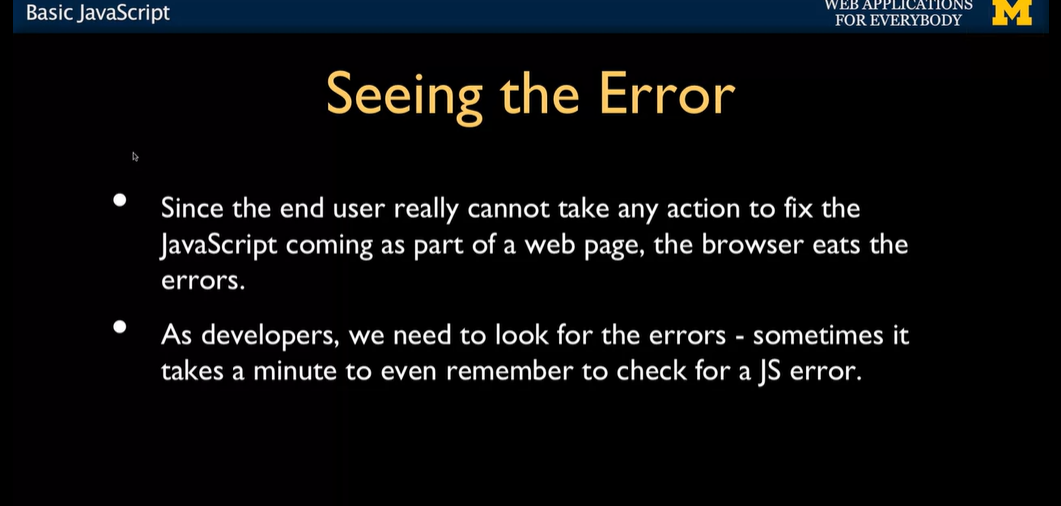 Basic JavaScript
WEB APPLICATIONS
FOR EVERYBODY
M
Seeing the Error
• Since the end user really cannot take any action to fix the
JavaScript coming as part of a web page, the browser eats the
errors.
• As developers, we need to look for the errors - sometimes it
takes a minute to even remember to check for a JS error.